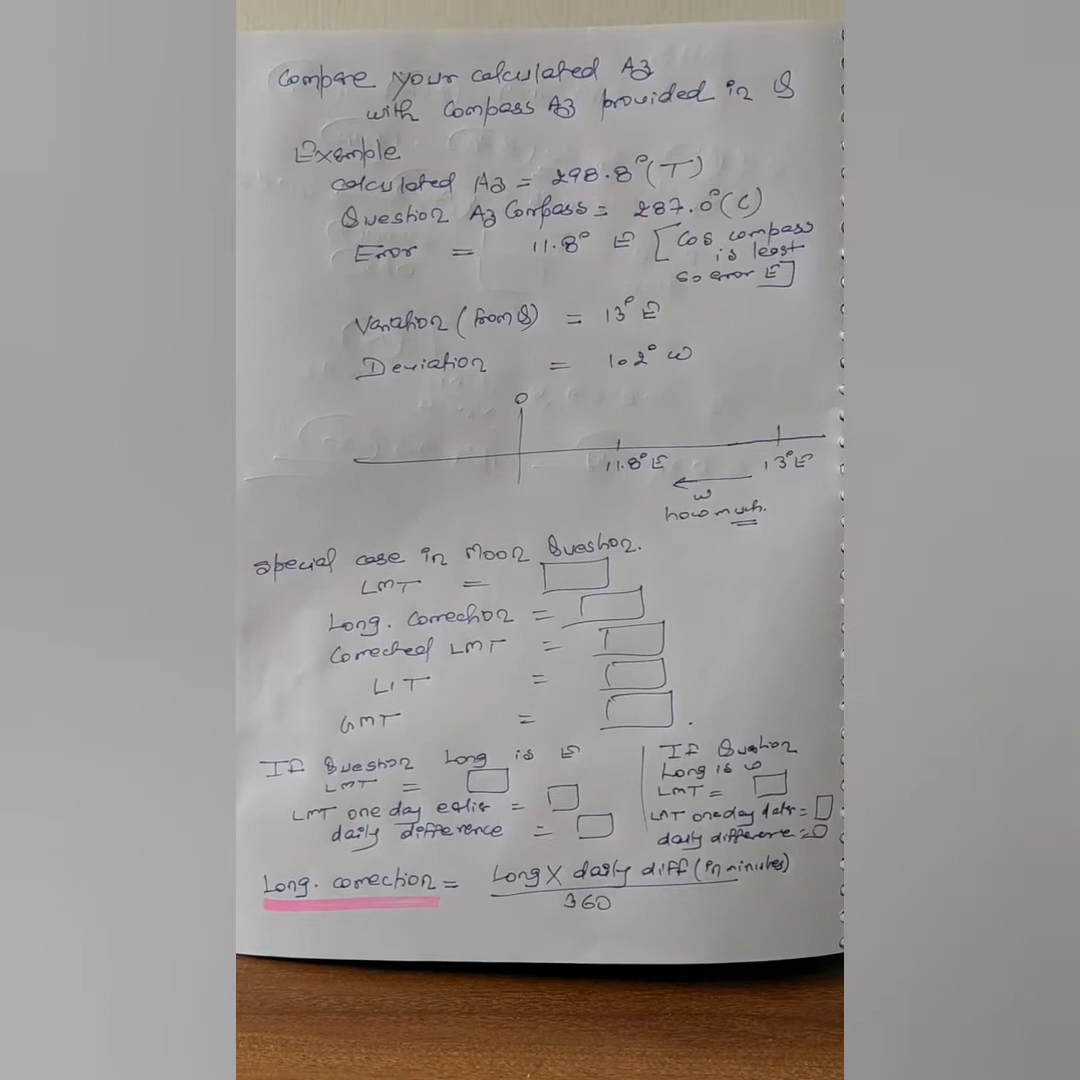 Compare your calculated Az
with compass Az provided in Q
Example
calculated Az = 298.8°(T)
Question Az Compass = 287.0°(C)
Error = 11.8° E [Cos compass
is least
so error E]
Variation (from Q) = 13° E
Deviation = 1.2° W
0
11.8° E 13° E
W
how much.
special case in Moon Question.
LMT =
Long. correction =
Corrected LMT =
LIT =
GMT = .
If Question Long is E
LMT =
LMT one day earlier =
daily difference =
If Question
Long is W
LMT =
LMT one day later =
daily difference =
Long. correction = Long X daily diff (in minutes)
360